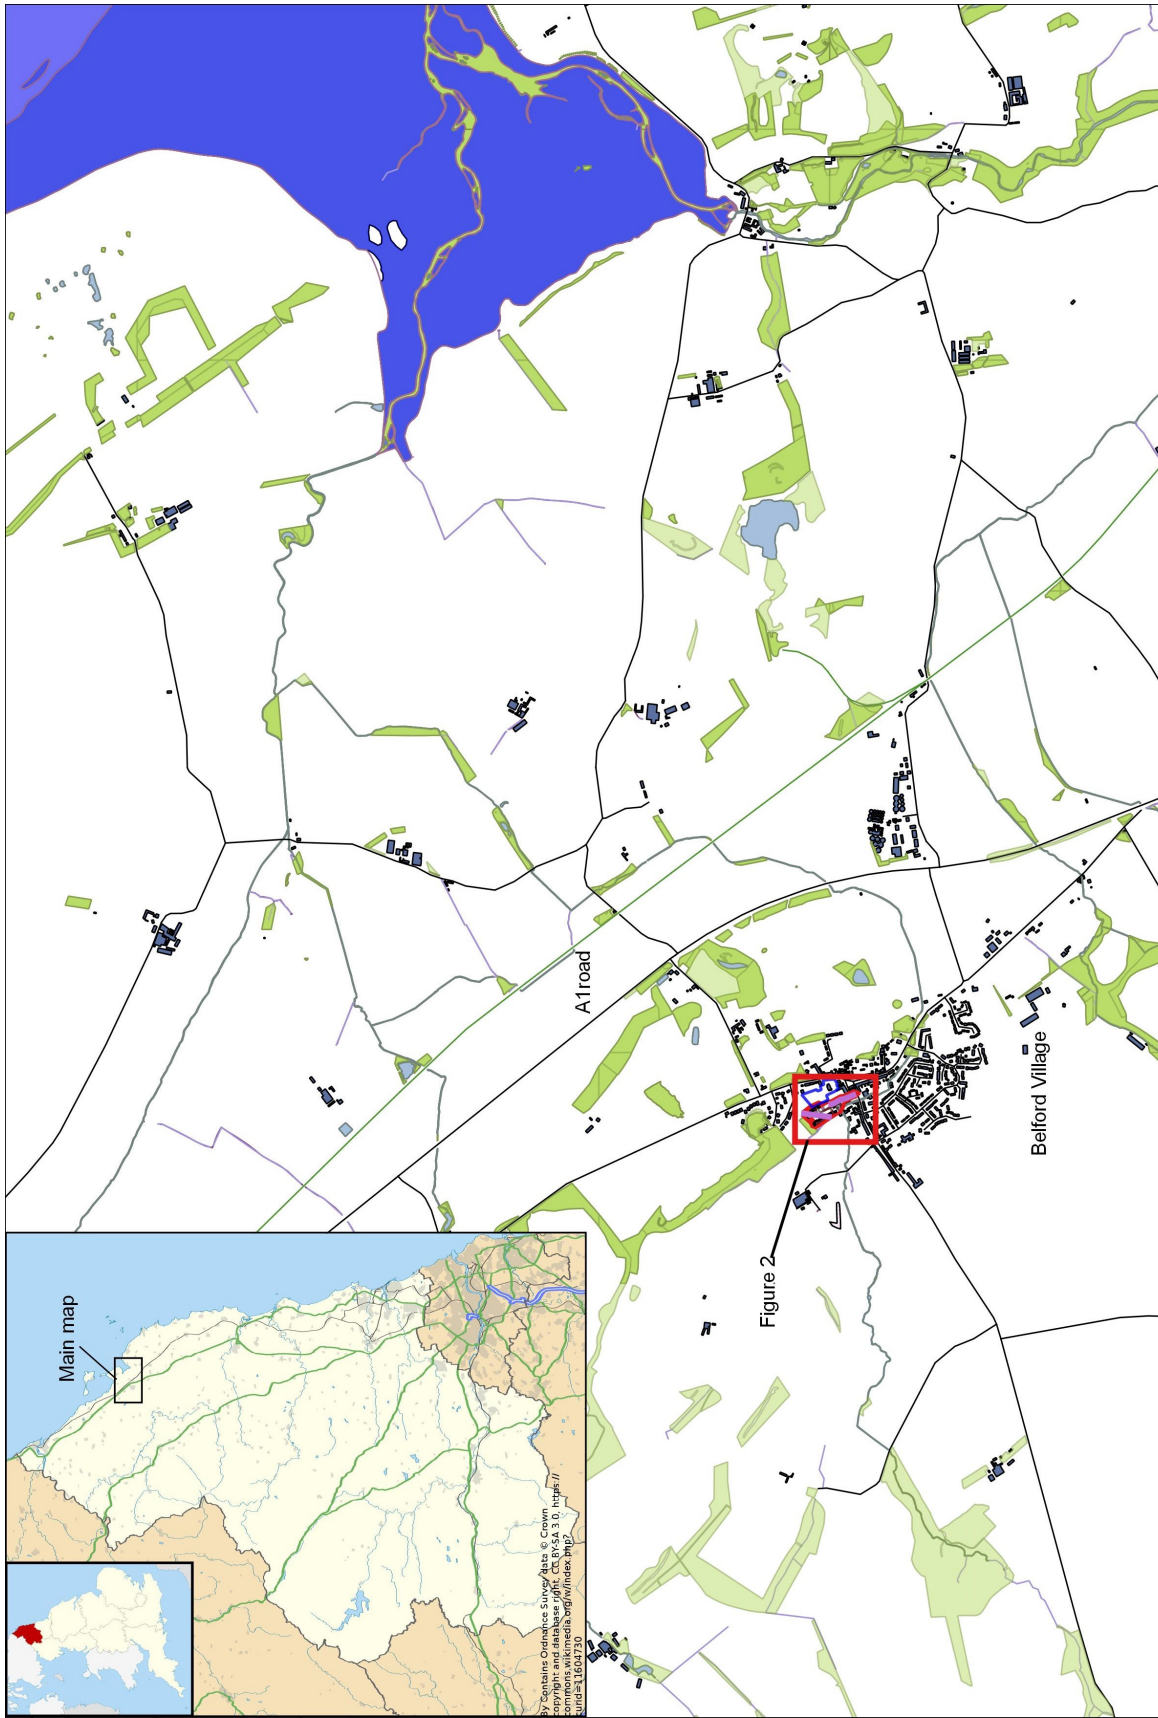 Main map
By Contains Ordnance Survey data © Crown
copyright and database right, CC BY-SA 3.0, https://
commons.wikimedia.org/w/index.php?
curid=11604730
A1road
Figure 2
Belford Village